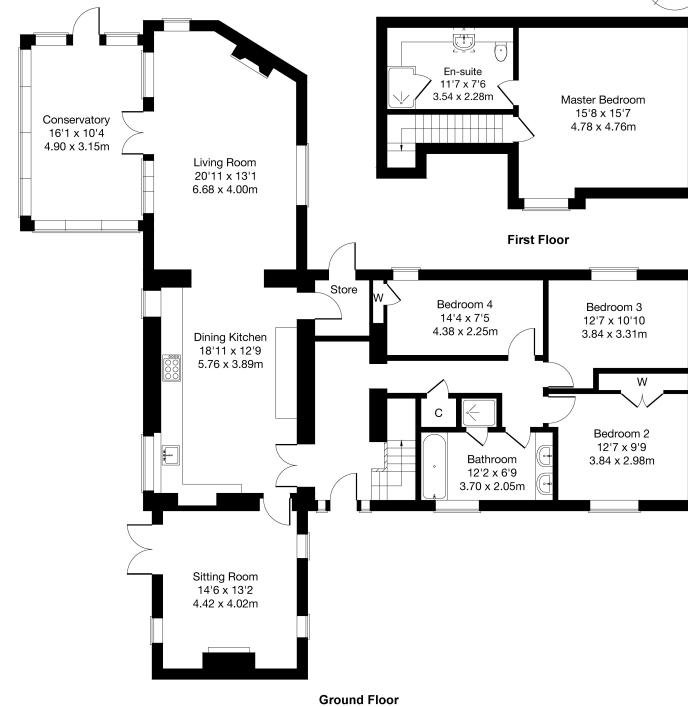 En-suite
11'7 x 7'6
3.54 x 2.28m
Master Bedroom
15'8 x 15'7
4.78 x 4.76m
Conservatory
16'1 x 10'4
4.90 x 3.15m
Living Room
20'11 x 13'1
6.68 x 4.00m
First Floor
Store
W
Bedroom 4
14'4 x 7'5
4.38 x 2.25m
Bedroom 3
12'7 x 10'10
3.84 x 3.31m
Dining Kitchen
18'11 x 12'9
5.76 x 3.89m
W
C
Bedroom 2
12'7 x 9'9
3.84 x 2.98m
Bathroom
12'2 x 6'9
3.70 x 2.05m
Sitting Room
14'6 x 13'2
4.42 x 4.02m
Ground Floor